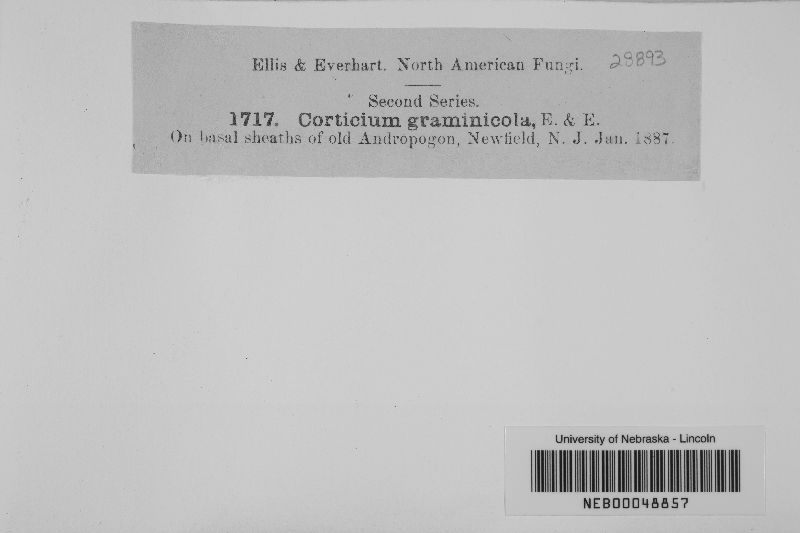 Ellis & Everhart. North American Fungi. 29893
Second Series.
1717. Corticium graminicola, E. & E.
On basal sheaths of old Andropogon, Newfield, N. J. Jan. 1887.
University of Nebraska - Lincoln
NEB00048857